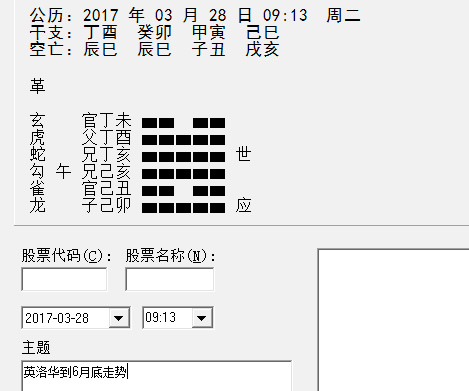 公历: 2017 年 03 月 28 日 09:13 周二
干支: 丁酉 癸卯 甲寅 己巳
空亡: 辰巳 辰巳 子丑 戌亥
革
玄 官丁未
虎 父丁酉
蛇 兄丁亥 世
勾 午 兄己亥
雀 官己丑
龙 子己卯 应
股票代码(C): 股票名称(N):
2017-03-28 09:13
主题
英洛华到6月底走势